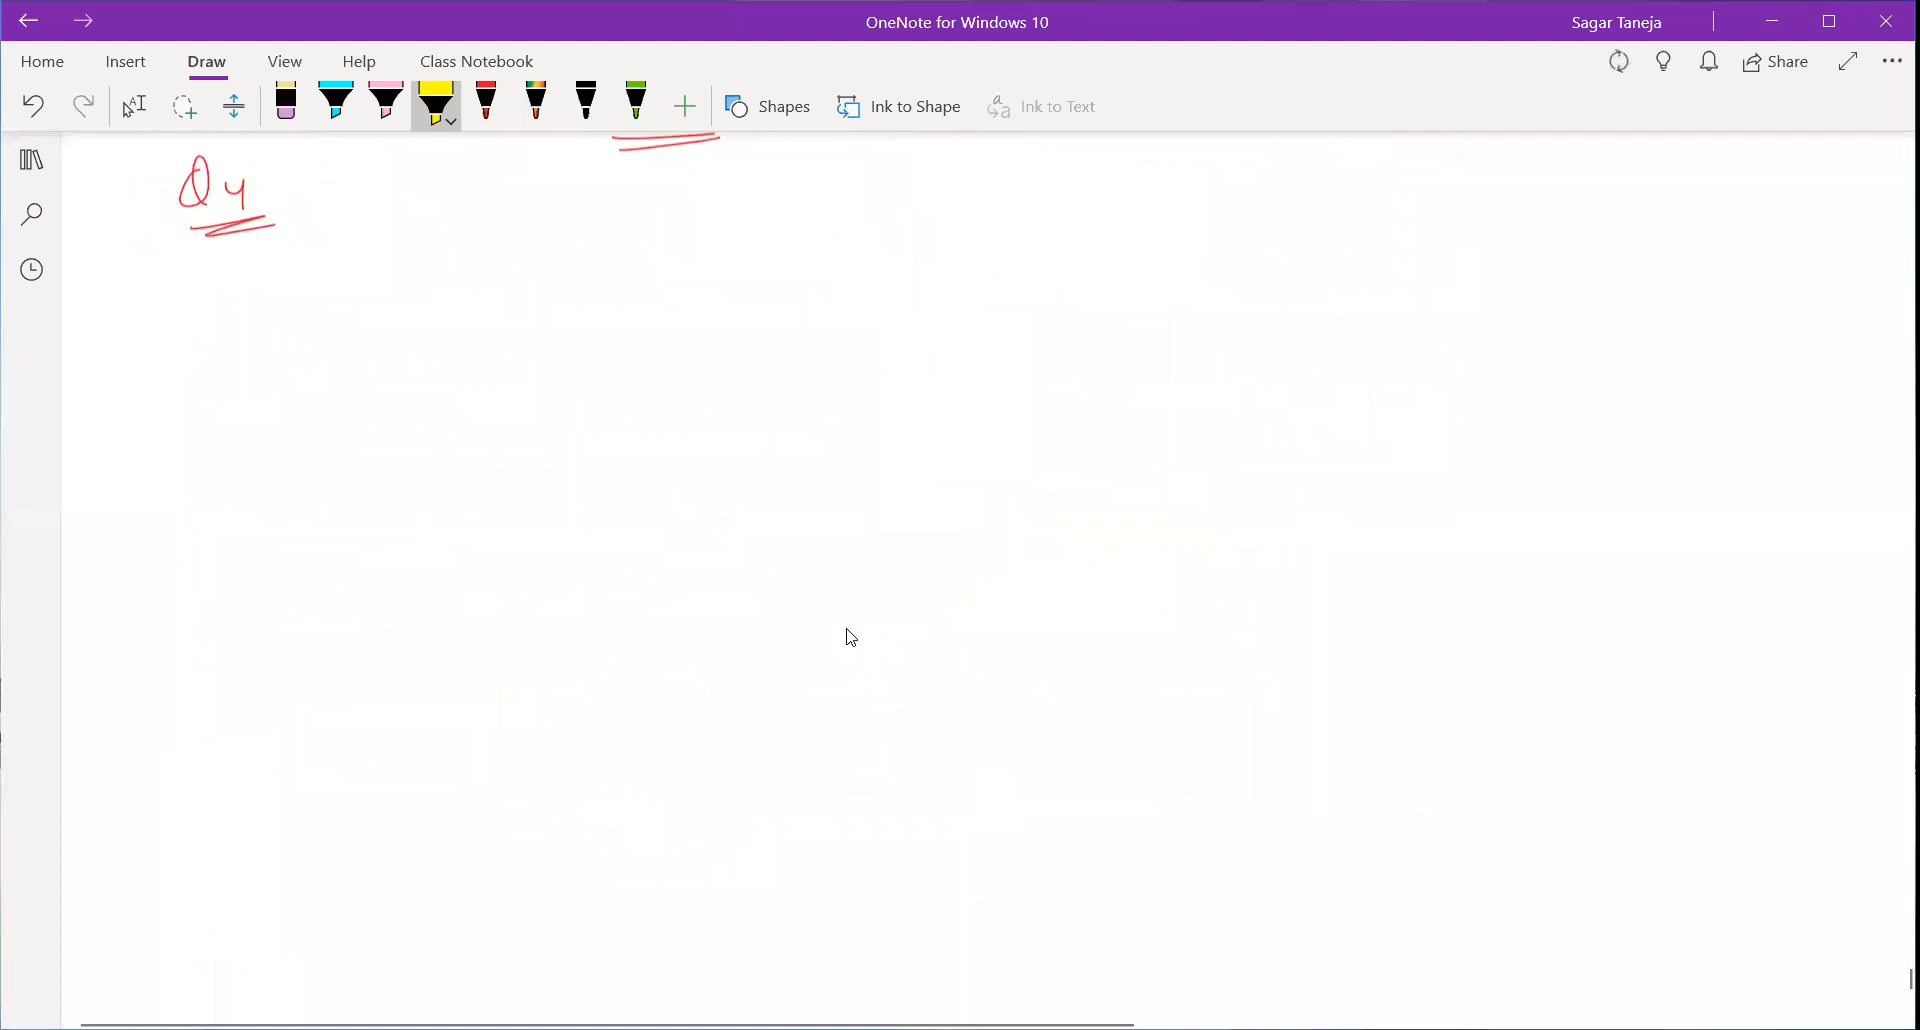 OneNote for Windows 10
Sagar Taneja
Home Insert Draw View Help Class Notebook
Share
Shapes Ink to Shape Ink to Text
Q4